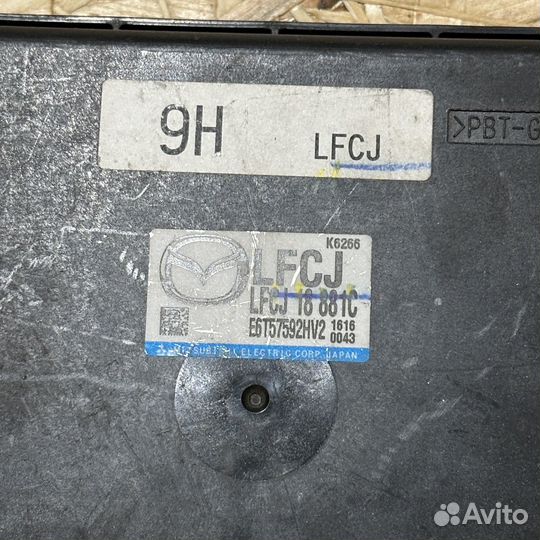 9H
LFCJ
>PBT-G
K6266
LFCJ
LFCJ 18 881C
E6T57592HV2 1616
0043
MITSUBISHI ELECTRIC CORP. JAPAN
Avito